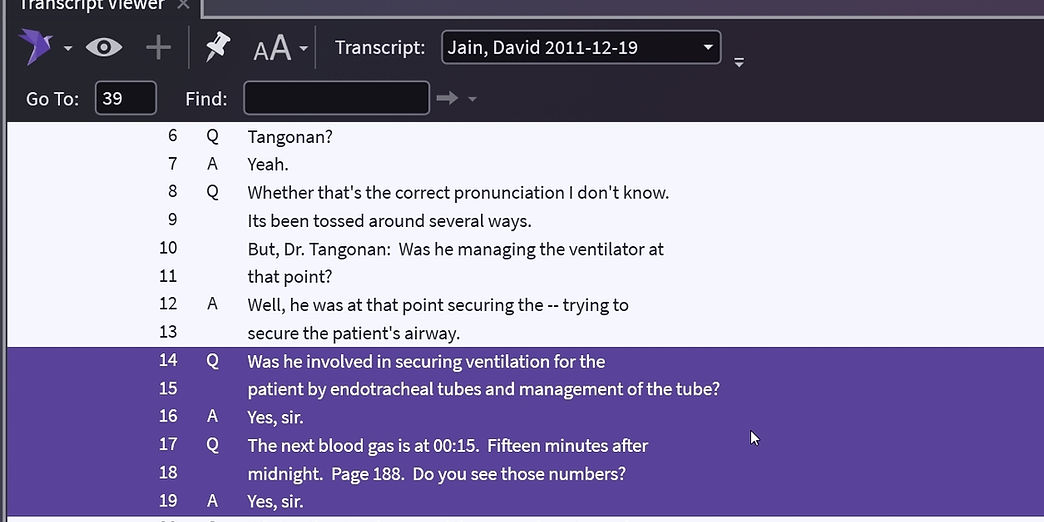 Transcript Viewer
AA Transcript: Jain, David 2011-12-19
Go To: 39 Find:
6 Q Tangonan?
7 A Yeah.
8 Q Whether that's the correct pronunciation I don't know.
9 Its been tossed around several ways.
10 But, Dr. Tangonan: Was he managing the ventilator at
11 that point?
12 A Well, he was at that point securing the -- trying to
13 secure the patient's airway.
14 Q Was he involved in securing ventilation for the
15 patient by endotracheal tubes and management of the tube?
16 A Yes, sir.
17 Q The next blood gas is at 00:15. Fifteen minutes after
18 midnight. Page 188. Do you see those numbers?
19 A Yes, sir.